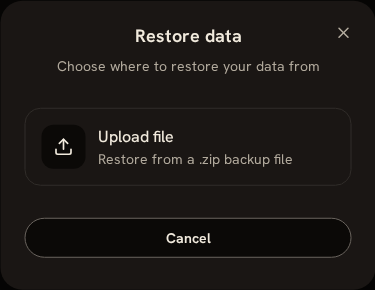 Restore data
Choose where to restore your data from
Upload file
Restore from a .zip backup file
Cancel